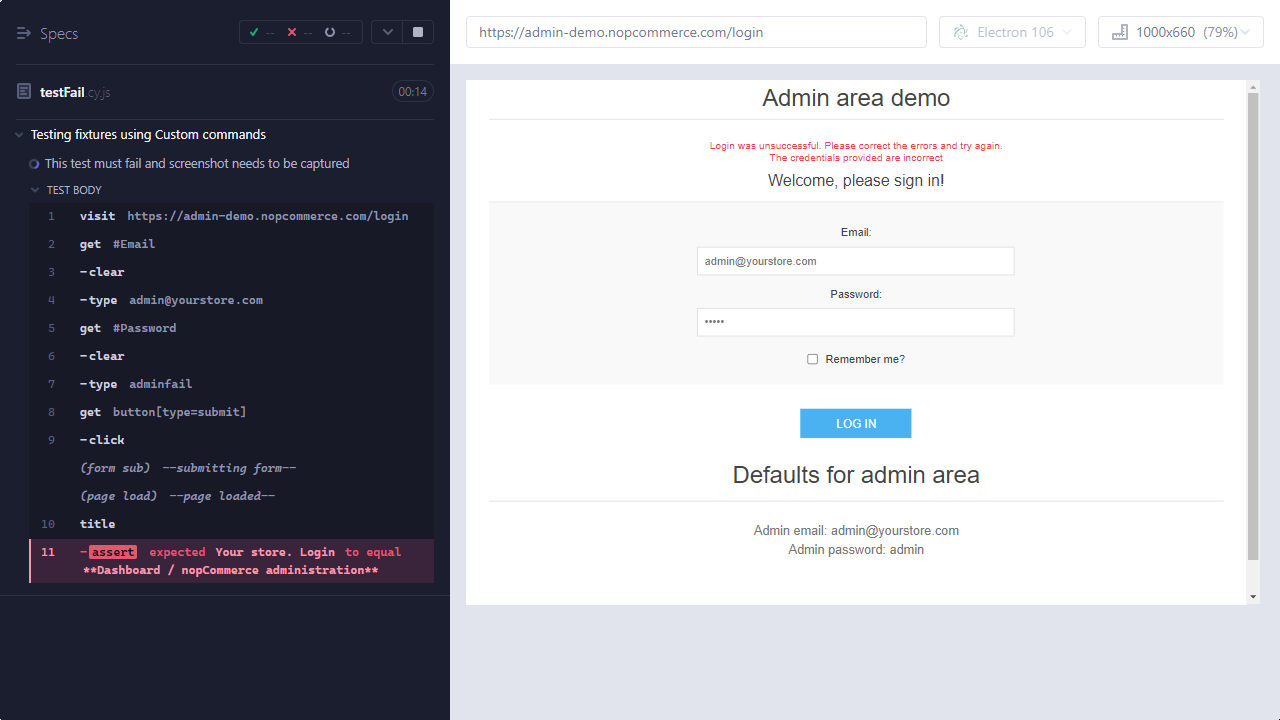 Specs
-- -- --
testFail.cy.js 00:14
Testing fixtures using Custom commands
This test must fail and screenshot needs to be captured
TEST BODY
1 visit https://admin-demo.nopcommerce.com/login
2 get #Email
3 -clear
4 -type admin@yourstore.com
5 get #Password
6 -clear
7 -type adminfail
8 get button[type=submit]
9 -click
(form sub) --submitting form--
(page load) --page loaded--
10 title
11 -assert expected Your store. Login to equal
**Dashboard / nopCommerce administration**
https://admin-demo.nopcommerce.com/login Electron 106 1000x660 (79%)
Admin area demo
Login was unsuccessful. Please correct the errors and try again.
The credentials provided are incorrect
Welcome, please sign in!
Email:
admin@yourstore.com
Password:
•••••
Remember me?
LOG IN
Defaults for admin area
Admin email: admin@yourstore.com
Admin password: admin